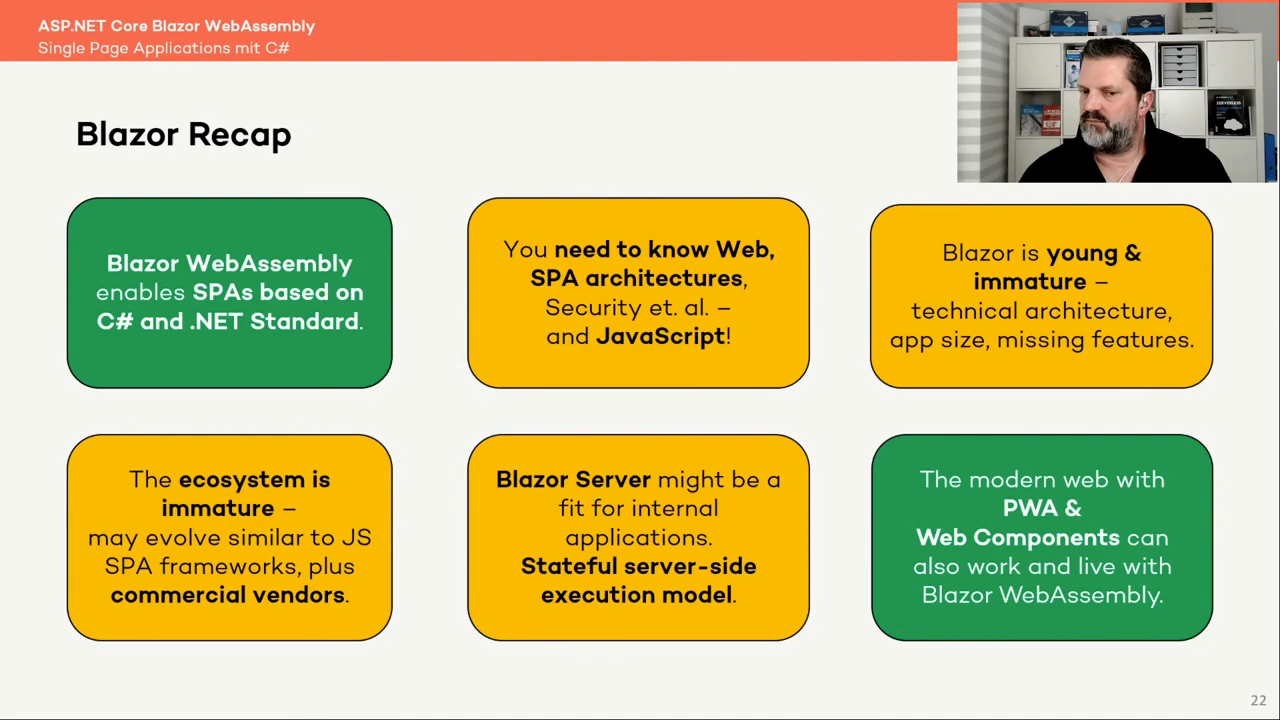 ASP.NET Core Blazor WebAssembly
Single Page Applications mit C#
Blazor Recap
Blazor WebAssembly
enables SPAs based on
C# and .NET Standard.
You need to know Web,
SPA architectures,
Security et. al. –
and JavaScript!
Blazor is young &
immature –
technical architecture,
app size, missing features.
The ecosystem is
immature –
may evolve similar to JS
SPA frameworks, plus
commercial vendors.
Blazor Server might be a
fit for internal
applications.
Stateful server-side
execution model.
The modern web with
PWA &
Web Components can
also work and live with
Blazor WebAssembly.
SERVERLESS
22